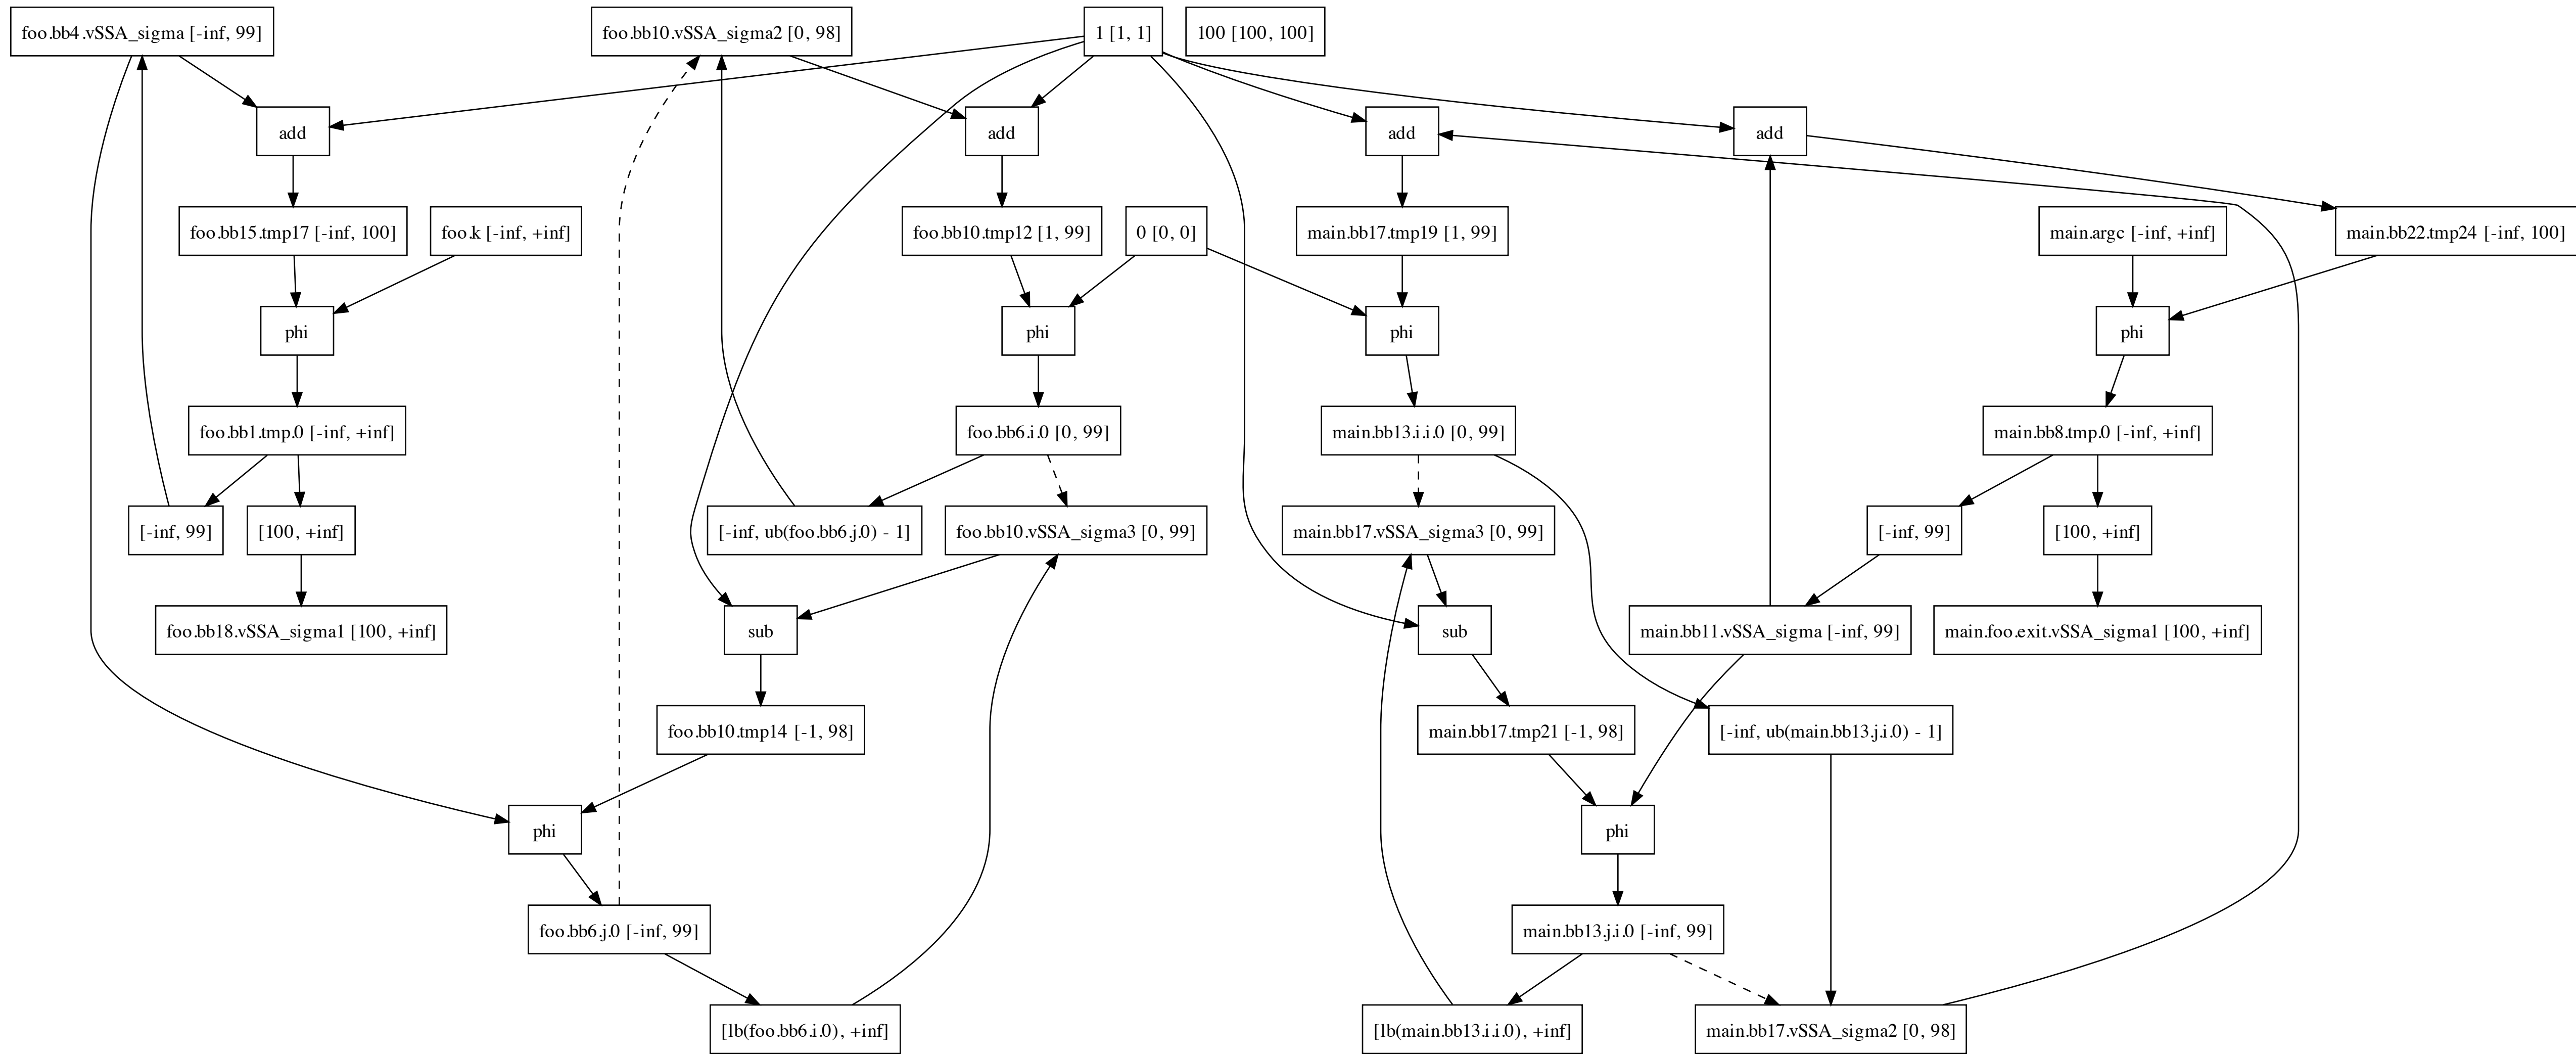 foo.bb4.vSSA_sigma [-inf, 99]
foo.bb10.vSSA_sigma2 [0, 98]
1 [1, 1]
100 [100, 100]
add
add
add
add
foo.bb15.tmp17 [-inf, 100]
foo.k [-inf, +inf]
foo.bb10.tmp12 [1, 99]
0 [0, 0]
main.bb17.tmp19 [1, 99]
main.argc [-inf, +inf]
main.bb22.tmp24 [-inf, 100]
phi
phi
phi
phi
foo.bb1.tmp.0 [-inf, +inf]
foo.bb6.i.0 [0, 99]
main.bb13.i.i.0 [0, 99]
main.bb8.tmp.0 [-inf, +inf]
[-inf, 99]
[100, +inf]
[-inf, ub(foo.bb6.j.0) - 1]
foo.bb10.vSSA_sigma3 [0, 99]
main.bb17.vSSA_sigma3 [0, 99]
[-inf, 99]
[100, +inf]
foo.bb18.vSSA_sigma1 [100, +inf]
sub
sub
main.bb11.vSSA_sigma [-inf, 99]
main.foo.exit.vSSA_sigma1 [100, +inf]
foo.bb10.tmp14 [-1, 98]
main.bb17.tmp21 [-1, 98]
[-inf, ub(main.bb13.j.i.0) - 1]
phi
phi
foo.bb6.j.0 [-inf, 99]
main.bb13.j.i.0 [-inf, 99]
[lb(foo.bb6.i.0), +inf]
[lb(main.bb13.i.i.0), +inf]
main.bb17.vSSA_sigma2 [0, 98]